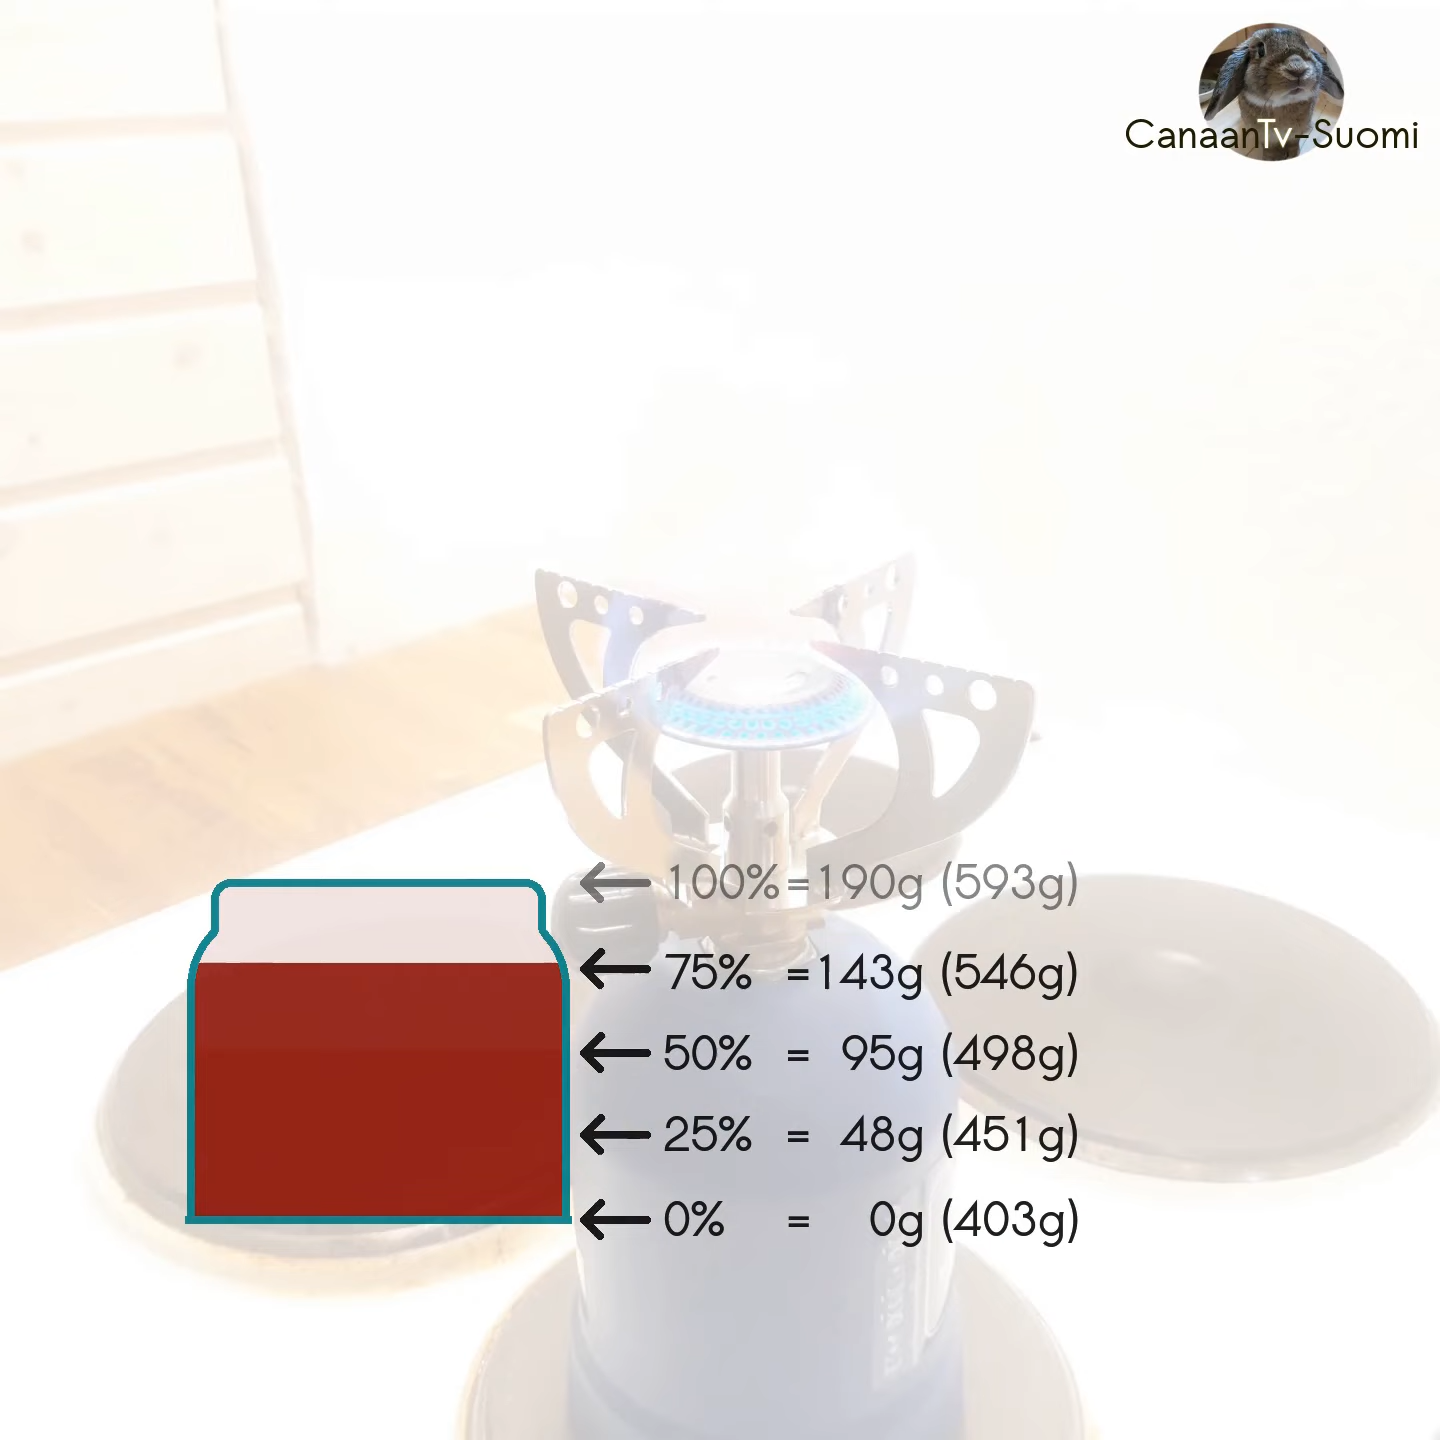 CanaanTv-Suomi
100%=190g (593g)
75% =143g (546g)
50% = 95g (498g)
25% = 48g (451g)
0% = 0g (403g)